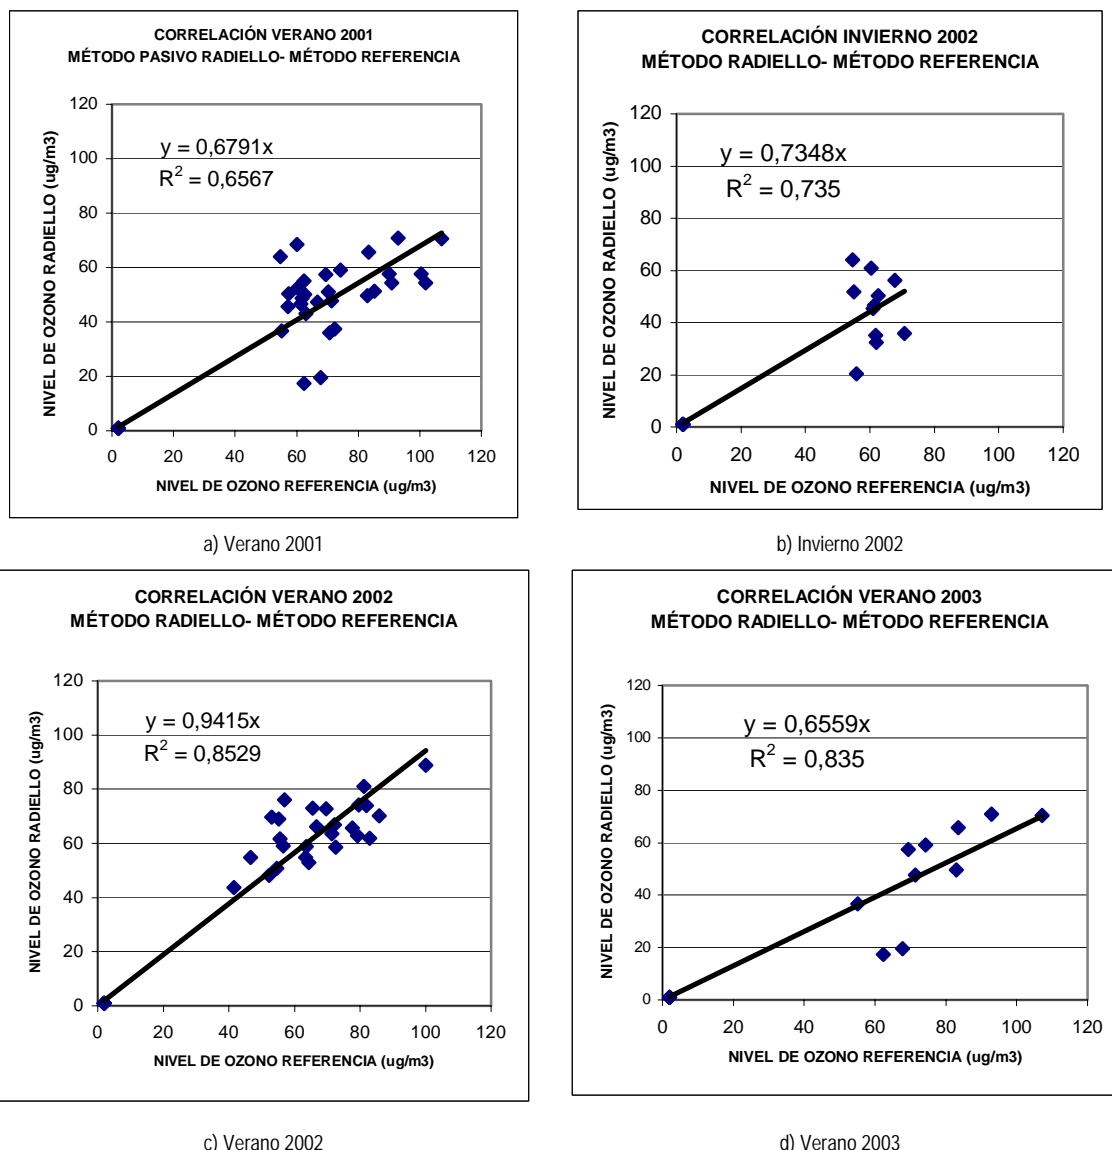 CORRELACIÓN VERANO 2001
MÉTODO PASIVO RADIELLO- MÉTODO REFERENCIA
NIVEL DE OZONO RADIELLO (ug/m3)
120
100
80
60
40
20
0
y = 0,6791x
R² = 0,6567
0 20 40 60 80 100 120
NIVEL DE OZONO REFERENCIA (ug/m3)
a) Verano 2001
CORRELACIÓN INVIERNO 2002
MÉTODO RADIELLO- MÉTODO REFERENCIA
NIVEL DE OZONO RADIELLO (ug/m3)
120
100
80
60
40
20
0
y = 0,7348x
R² = 0,735
0 20 40 60 80 100 120
NIVEL DE OZONO REFERENCIA (ug/m3)
b) Invierno 2002
CORRELACIÓN VERANO 2002
MÉTODO RADIELLO- MÉTODO REFERENCIA
NIVEL DE OZONO RADIELLO (ug/m3)
120
100
80
60
40
20
0
y = 0,9415x
R² = 0,8529
0 20 40 60 80 100 120
NIVEL DE OZONO REFERENCIA (ug/m3)
c) Verano 2002
CORRELACIÓN VERANO 2003
MÉTODO RADIELLO- MÉTODO REFERENCIA
NIVEL DE OZONO RADIELLO (ug/m3)
120
100
80
60
40
20
0
y = 0,6559x
R² = 0,835
0 20 40 60 80 100 120
NIVEL DE OZONO REFERENCIA (ug/m3)
d) Verano 2003